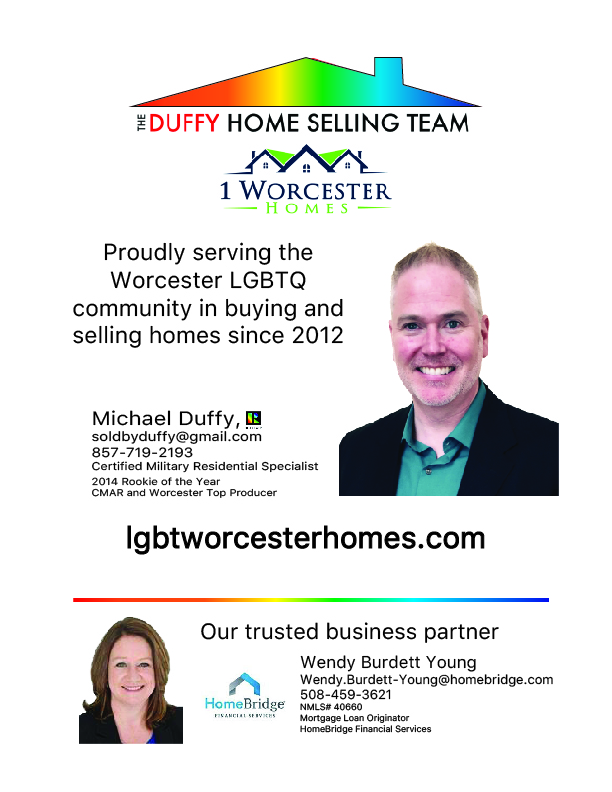 THE DUFFY HOME SELLING TEAM
1 WORCESTER
HOMES
Proudly serving the
Worcester LGBTQ
community in buying and
selling homes since 2012
Michael Duffy,
soldbyduffy@gmail.com
857-719-2193
Certified Military Residential Specialist
2014 Rookie of the Year
CMAR and Worcester Top Producer
lgbtworcesterhomes.com
Our trusted business partner
Wendy Burdett Young
Wendy.Burdett-Young@homebridge.com
508-459-3621
NMLS# 40660
Mortgage Loan Originator
HomeBridge Financial Services
HomeBridge
FINANCIAL SERVICES